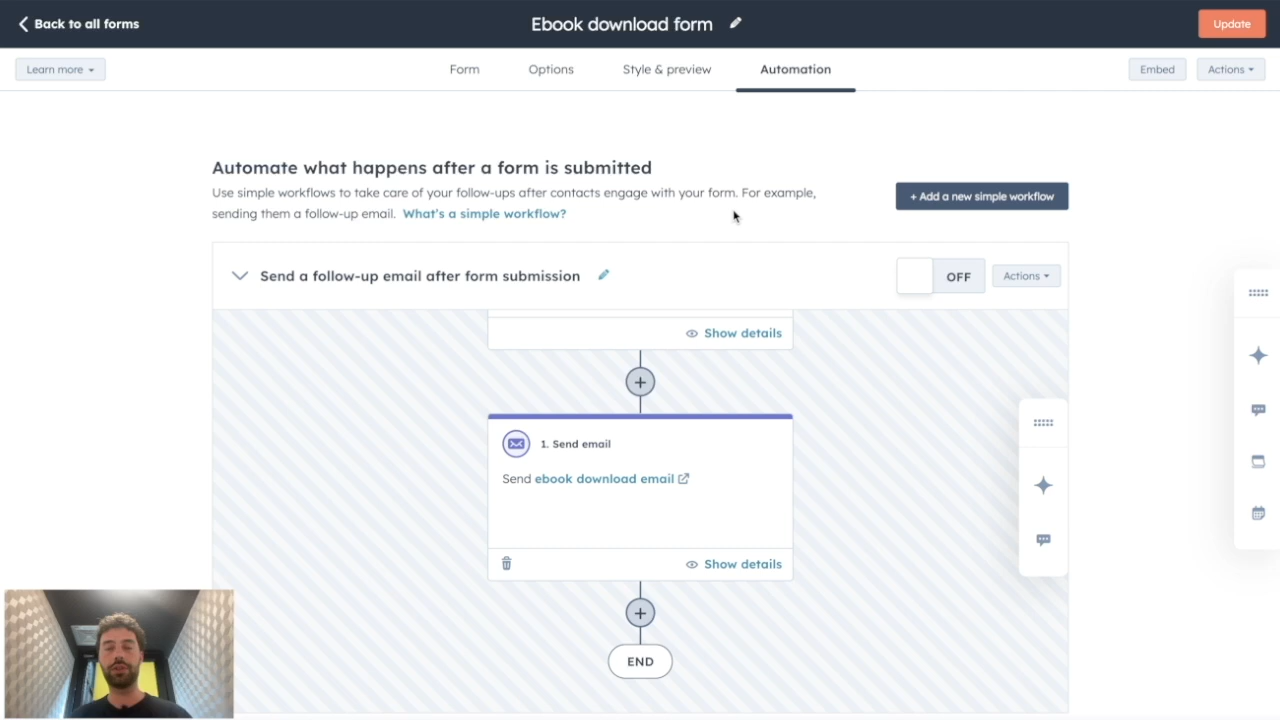 Back to all forms
Ebook download form
Update
Learn more
Form
Options
Style & preview
Automation
Embed
Actions
Automate what happens after a form is submitted
Use simple workflows to take care of your follow-ups after contacts engage with your form. For example,
sending them a follow-up email. What's a simple workflow?
+ Add a new simple workflow
Send a follow-up email after form submission
OFF
Actions
Show details
1. Send email
Send ebook download email
Show details
END